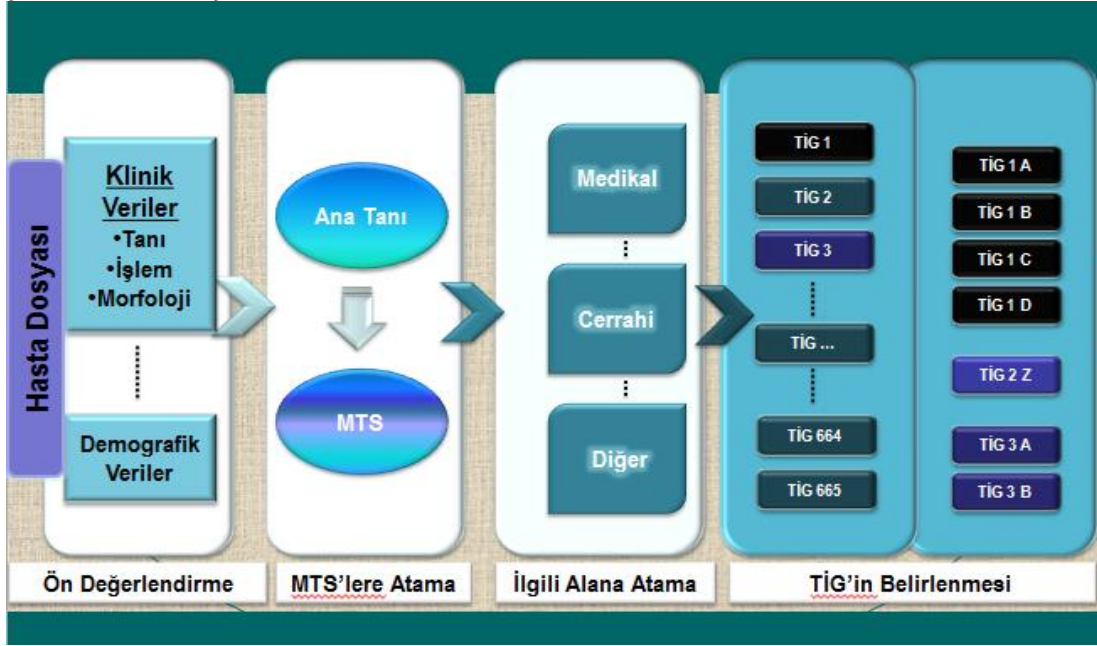 Hasta Dosyası
Klinik
Veriler
•Tanı
•İşlem
•Morfoloji
Demografik
Veriler
Ön Değerlendirme
Ana Tanı
MTS
MTS'lere Atama
Medikal
Cerrahi
Diğer
İlgili Alana Atama
TİG 1
TİG 2
TİG 3
TİG ...
TİG 664
TİG 665
TİG 1 A
TİG 1 B
TİG 1 C
TİG 1 D
TİG 2 Z
TİG 3 A
TİG 3 B
TİG'in Belirlenmesi